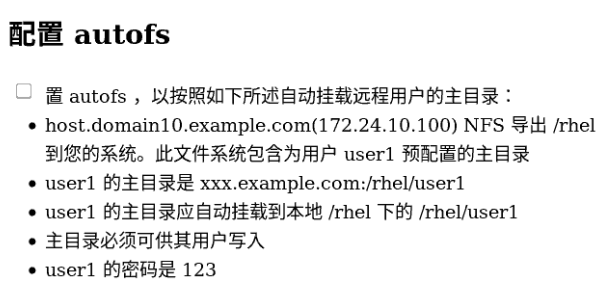 配置 autofs
置 autofs ，以按照如下所述自动挂载远程用户的主目录：
• host.domain10.example.com(172.24.10.100) NFS 导出 /rhel
到您的系统。此文件系统包含为用户 user1 预配置的主目录
• user1 的主目录是 xxx.example.com:/rhel/user1
• user1 的主目录应自动挂载到本地 /rhel 下的 /rhel/user1
• 主目录必须可供其用户写入
• user1 的密码是 123